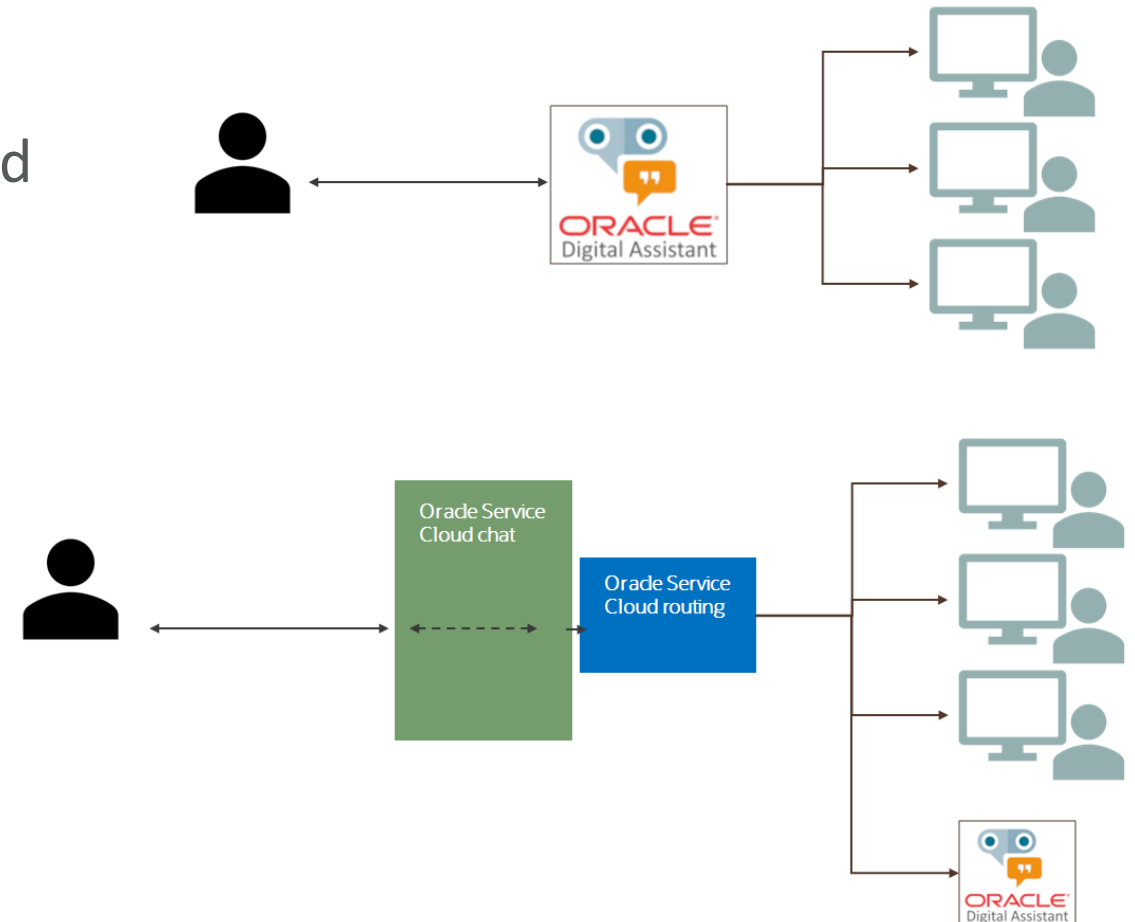 d
ORACLE®
Digital Assistant
Oracle Service
Cloud chat
Oracle Service
Cloud routing
ORACLE®
Digital Assistant